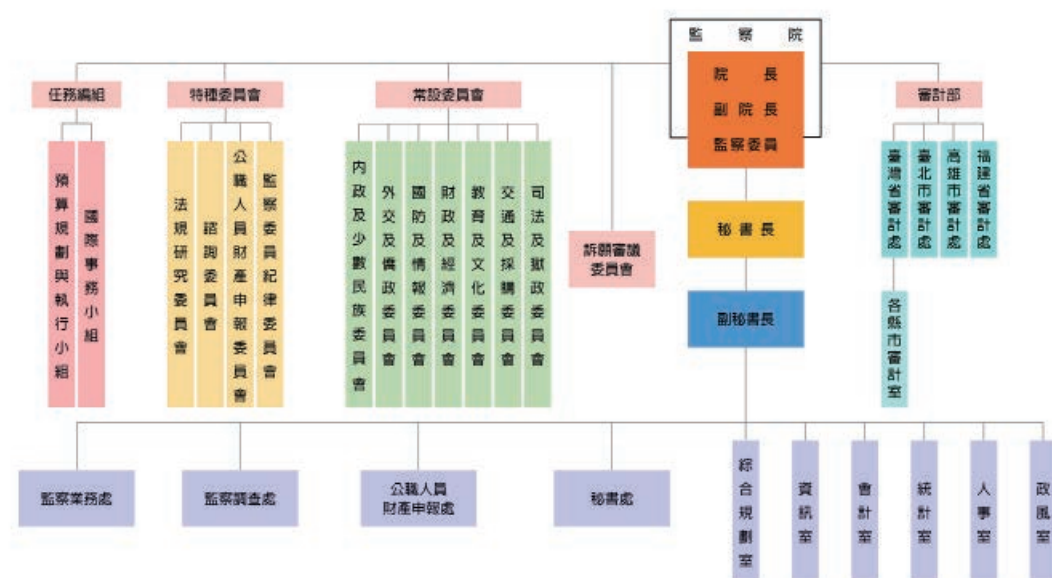 監察院
院長
副院長
監察委員
任務編組
特種委員會
常設委員會
審計部
預算規劃與執行小組
國際事務小組
法規研究委員會
諮詢委員會
公職人員財產申報委員會
監察委員紀律委員會
內政及少數民族委員會
外交及僑政委員會
國防及情報委員會
財政及經濟委員會
教育及文化委員會
交通及採購委員會
司法及獄政委員會
訴願審議
委員會
秘書長
副秘書長
臺灣省審計處
臺北市審計處
高雄市審計處
福建省審計處
各縣市審計室
監察業務處
監察調查處
公職人員
財產申報處
秘書處
綜合規劃室
資訊室
會計室
統計室
人事室
政風室